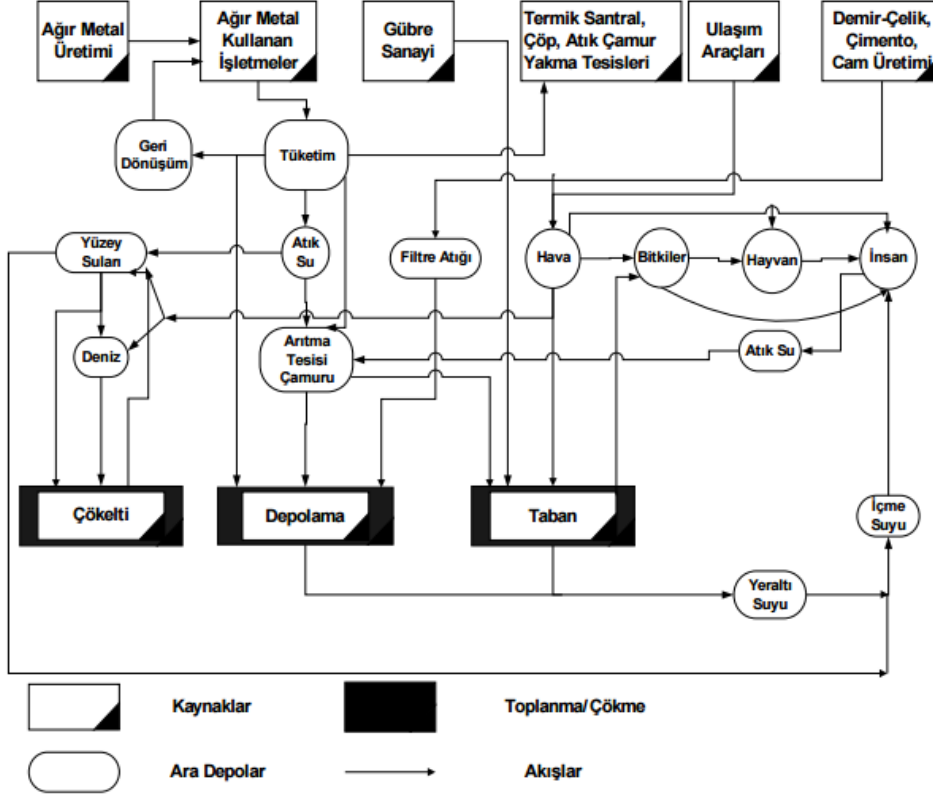 Ağır Metal
Üretimi
Ağır Metal
Kullanan
İşletmeler
Gübre
Sanayi
Termik Santral,
Çöp, Atık Çamur
Yakma Tesisleri
Ulaşım
Araçları
Demir-Çelik,
Çimento,
Cam Üretimi
Geri
Dönüşüm
Tüketim
Yüzey
Suları
Atık
Su
Filtre Atığı
Hava
Bitkiler
Hayvan
İnsan
Deniz
Arıtma
Tesisi
Çamuru
Atık Su
Çökelti
Depolama
Taban
İçme
Suyu
Yeraltı
Suyu
Kaynaklar
Toplanma/Çökme
Ara Depolar
Akışlar